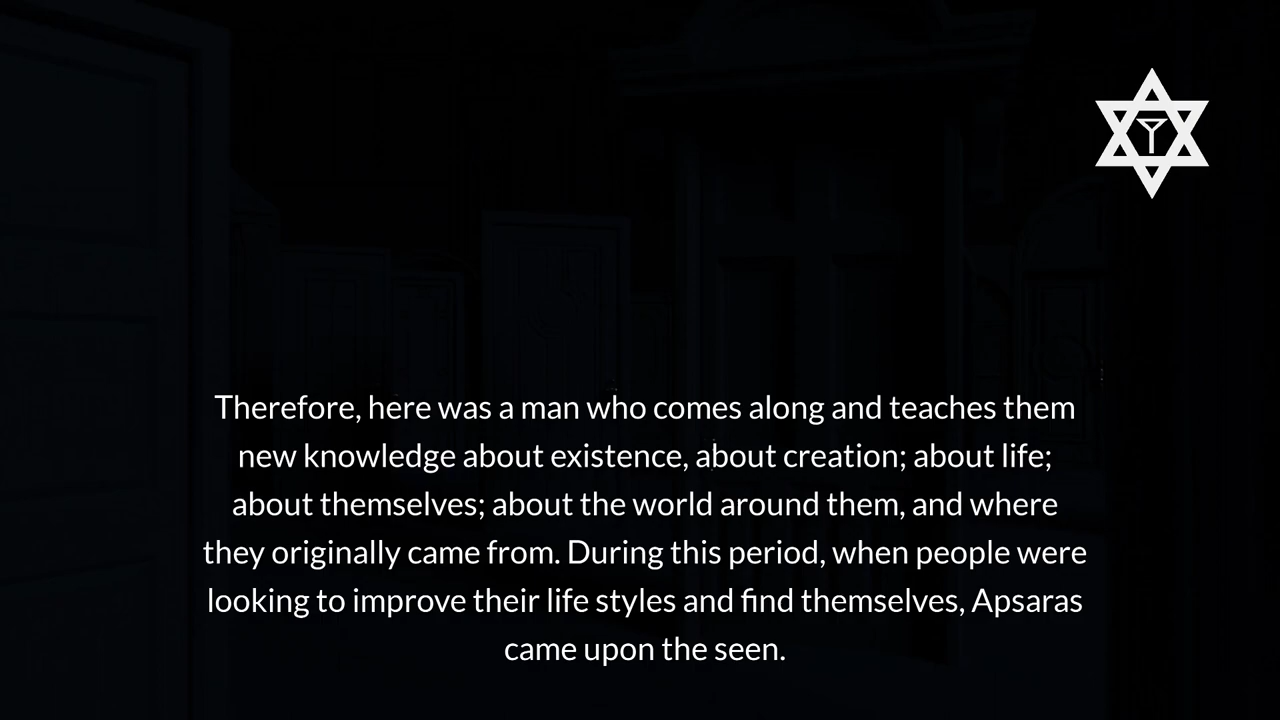 Therefore, here was a man who comes along and teaches them
new knowledge about existence, about creation; about life;
about themselves; about the world around them, and where
they originally came from. During this period, when people were
looking to improve their life styles and find themselves, Apsaras
came upon the seen.